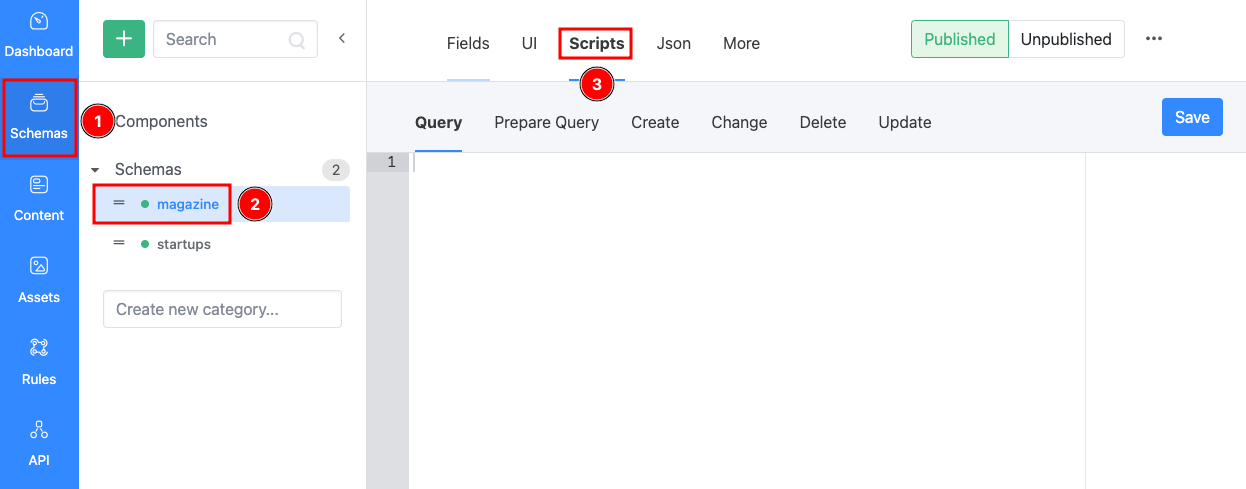 Dashboard
Schemas
Content
Assets
Rules
API
Search
1
Components
Schemas 2
magazine 2
startups
Create new category...
Fields UI Scripts Json More
3
Published Unpublished
Query Prepare Query Create Change Delete Update
Save
1